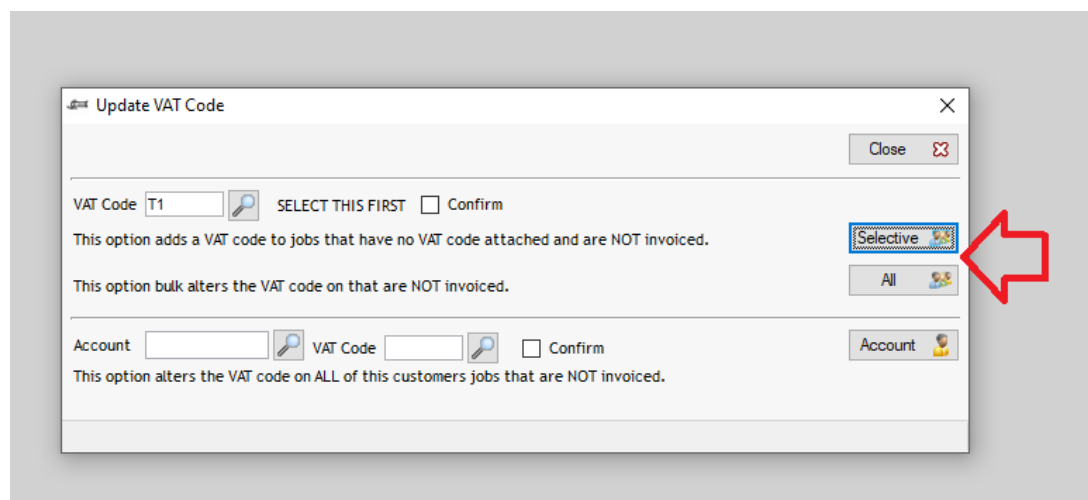 Update VAT Code
Close
VAT Code T1 SELECT THIS FIRST Confirm
This option adds a VAT code to jobs that have no VAT code attached and are NOT invoiced. Selective
This option bulk alters the VAT code on that are NOT invoiced. All
Account VAT Code Confirm Account
This option alters the VAT code on ALL of this customers jobs that are NOT invoiced.